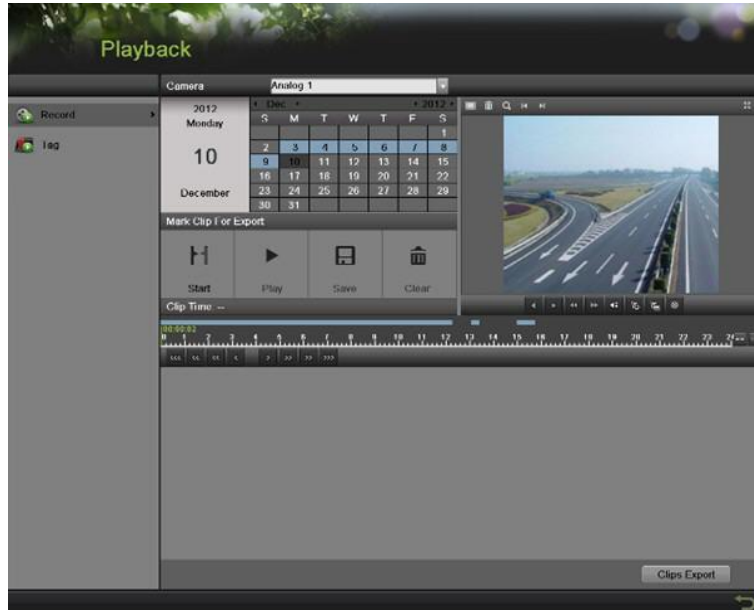 Playback
Camera Analog 1
Record
Tag
2012
Monday
10
December
Dec 2012
S M T W T F S
1
2 3 4 5 6 7 8
9 10 11 12 13 14 15
16 17 18 19 20 21 22
23 24 25 26 27 28 29
30 31
Mark Clip For Export
Start Play Save Clear
Clip Time: --
00:00:02
0 1 2 3 4 5 6 7 8 9 10 11 12 13 14 15 16 17 18 19 20 21 22 23 24
<<< << << < > >> >> >>>
Clips Export